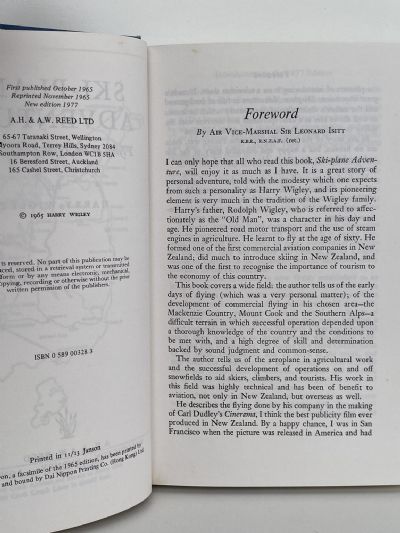 First published October 1965
Reprinted November 1965
New edition 1977
A.H. & A.W. REED LTD
65-67 Taranaki Street, Wellington
Myoora Road, Terrey Hills, Sydney 2084
Southampton Row, London WC1B 5HA
16 Beresford Street, Auckland
165 Cashel Street, Christchurch
© 1965 HARRY WIGLEY
ts reserved. No part of this publication may be
uced, stored in a retrieval system or transmitted
form or by any means electronic, mechanical,
opying, recording or otherwise without the prior
written permission of the publishers.
ISBN 0 589 00328 3
Printed in 11/13 Janson
on, a facsimile of the 1965 edition, has been printed by
and bound by Dai Nippon Printing Co. (Hong Kong) Ltd
Foreword
By Air Vice-Marshal Sir Leonard Isitt
K.B.E., R.N.Z.A.F. (ret.)
I can only hope that all who read this book, Ski-plane Adven-
ture, will enjoy it as much as I have. It is a great story of
personal adventure, told with the modesty which one expects
from such a personality as Harry Wigley, and its pioneering
element is very much in the tradition of the Wigley family.
Harry's father, Rodolph Wigley, who is referred to affec-
tionately as the "Old Man", was a character in his day and
age. He pioneered road motor transport and the use of steam
engines in agriculture. He learnt to fly at the age of sixty. He
formed one of the first commercial aviation companies in New
Zealand; did much to introduce skiing in New Zealand, and
was one of the first to recognise the importance of tourism to
the economy of this country.
This book covers a wide field: the author tells us of the early
days of flying (which was a very personal matter); of the
development of commercial flying in his chosen area—the
Mackenzie Country, Mount Cook and the Southern Alps—a
difficult terrain in which successful operation depended upon
a thorough knowledge of the country and the conditions to
be met with, and a high degree of skill and determination
backed by sound judgment and common-sense.
The author tells us of the aeroplane in agricultural work
and the successful development of operations on and off
snowfields to aid skiers, climbers, and tourists. His work in
this field was highly technical and has been of benefit to
aviation, not only in New Zealand, but overseas as well.
He describes the flying done by his company in the making
of Carl Dudley's Cinerama, I think the best publicity film ever
produced in New Zealand. By a happy chance, I was in San
Francisco when the picture was released in America and had